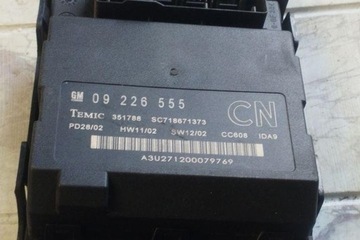 GM 09 226 555 CN
TEMIC 351786 SC718671373
PD28/02 HW11/02 SW12/02 CC608 IDA9
A3U271200079769